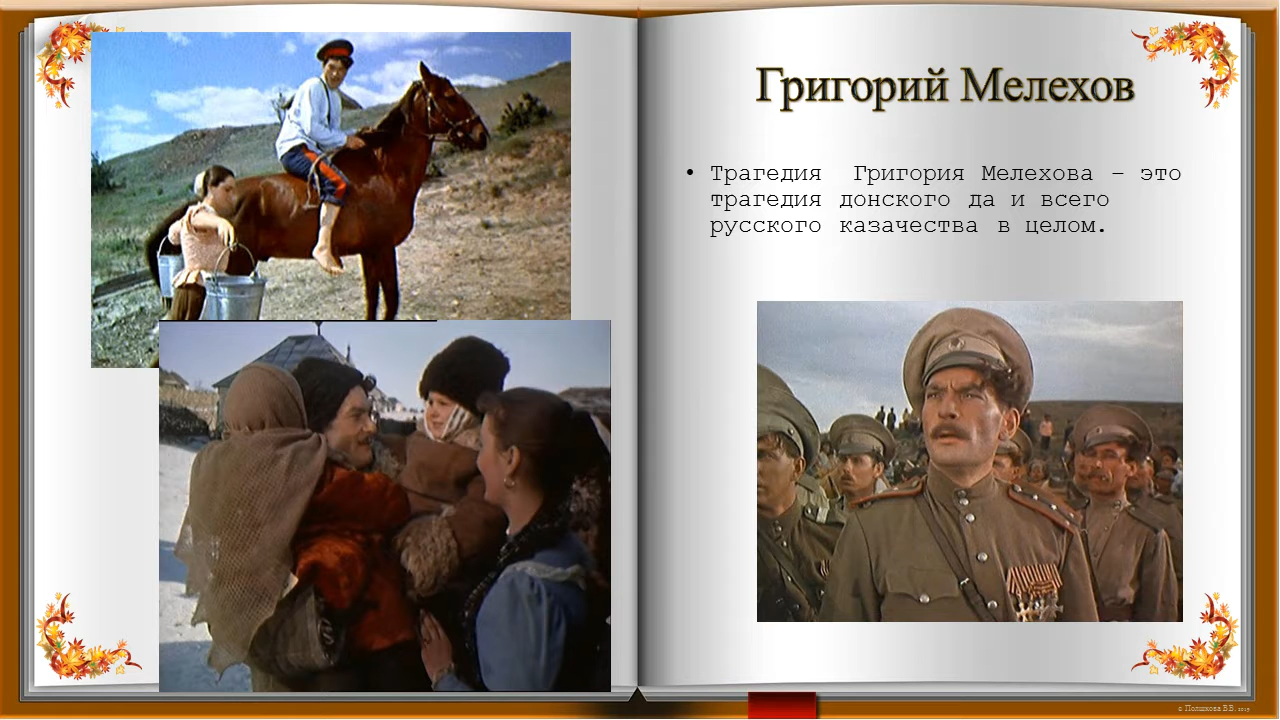 Григорий Мелехов
• Трагедия Григория Мелехова – это
трагедия донского да и всего
русского казачества в целом.